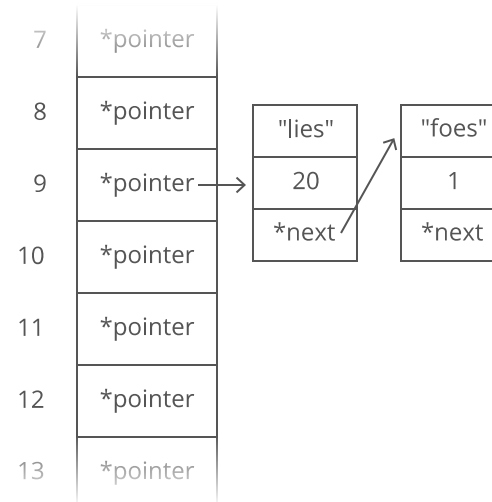 7 *pointer
8 *pointer
"lies" "foes"
9 *pointer 20 1
*next *next
10 *pointer
11 *pointer
12 *pointer
13 *pointer